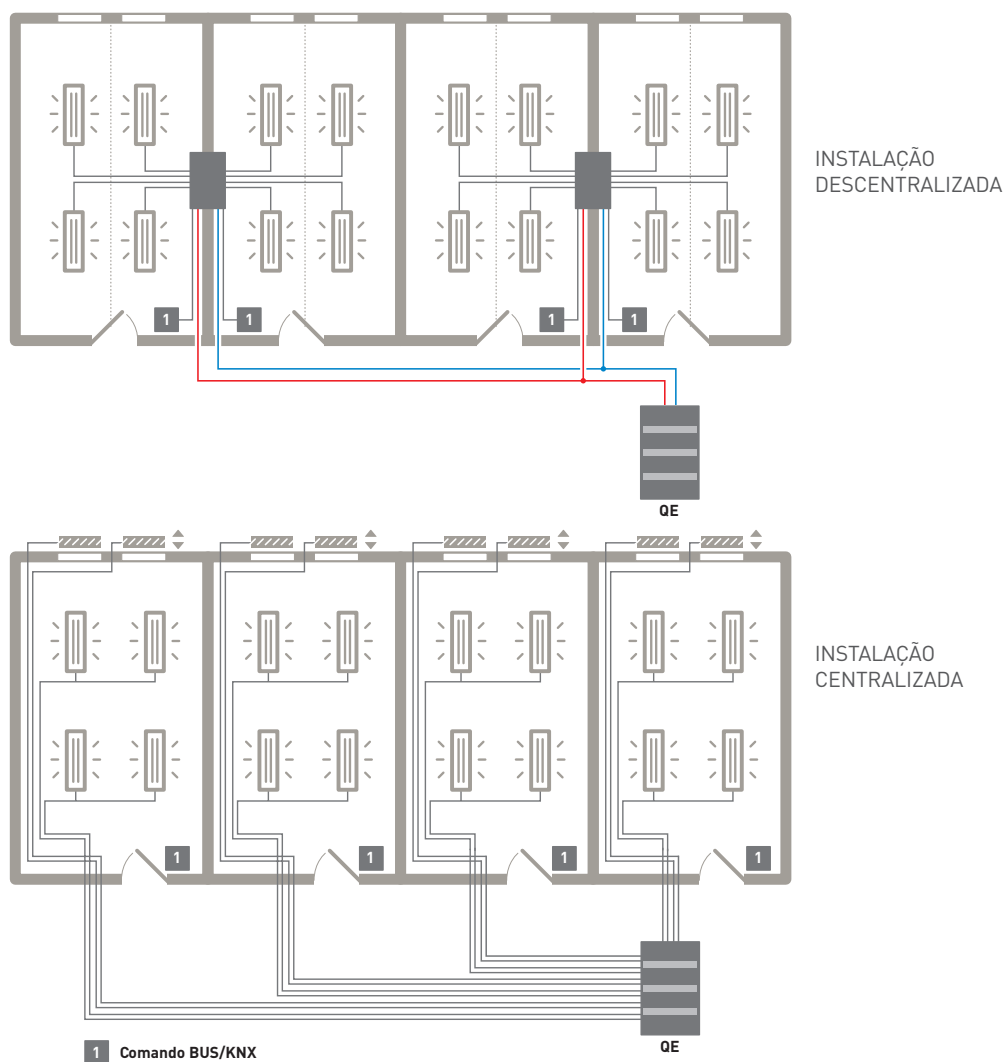 INSTALAÇÃO
DESCENTRALIZADA
1
1
1
1
QE
INSTALAÇÃO
CENTRALIZADA
1
1
1
1
QE
1 Comando BUS/KNX